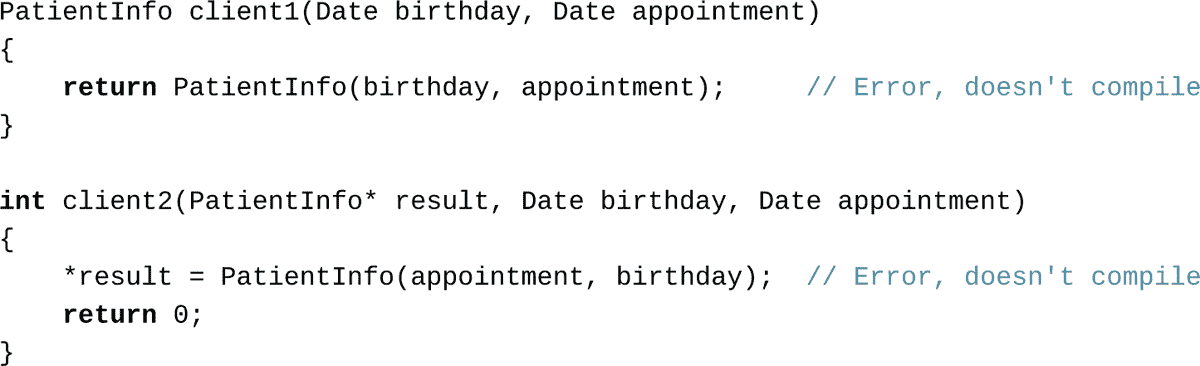 PatientInfo client1(Date birthday, Date appointment)
{
    return PatientInfo(birthday, appointment);     // Error, doesn't compile
}

int client2(PatientInfo* result, Date birthday, Date appointment)
{
    *result = PatientInfo(appointment, birthday);  // Error, doesn't compile
    return 0;
}